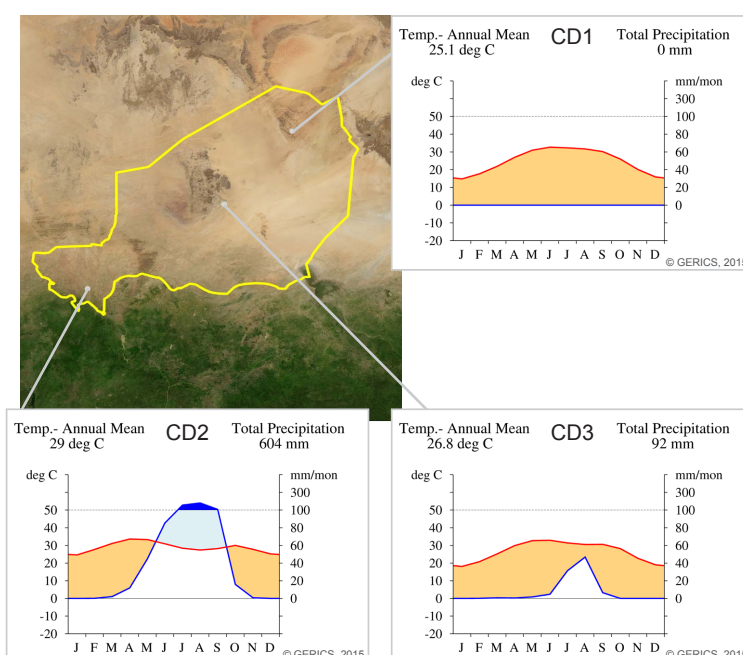 Temp.- Annual Mean CD1 Total Precipitation
25.1 deg C 0 mm
deg C mm/mon
300
50 100
40 80
30 60
20 40
10 20
0 0
-10
-20
J F M A M J J A S O N D
© GERICS, 2015
Temp.- Annual Mean CD2 Total Precipitation
29 deg C 604 mm
deg C mm/mon
300
50 100
40 80
30 60
20 40
10 20
0 0
-10
-20
J F M A M J J A S O N D
© GERICS, 2015
Temp.- Annual Mean CD3 Total Precipitation
26.8 deg C 92 mm
deg C mm/mon
300
50 100
40 80
30 60
20 40
10 20
0 0
-10
-20
J F M A M J J A S O N D
© GERICS, 2015